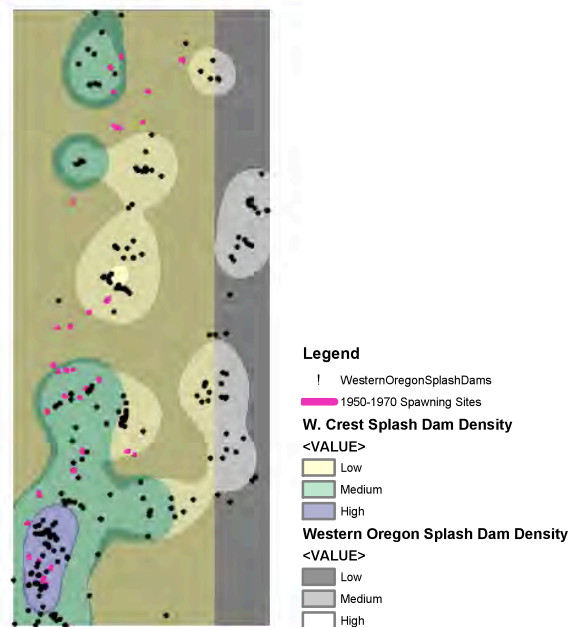 Legend
! WesternOregonSplashDams
1950-1970 Spawning Sites
W. Crest Splash Dam Density
<VALUE>
Low
Medium
High
Western Oregon Splash Dam Density
<VALUE>
Low
Medium
High